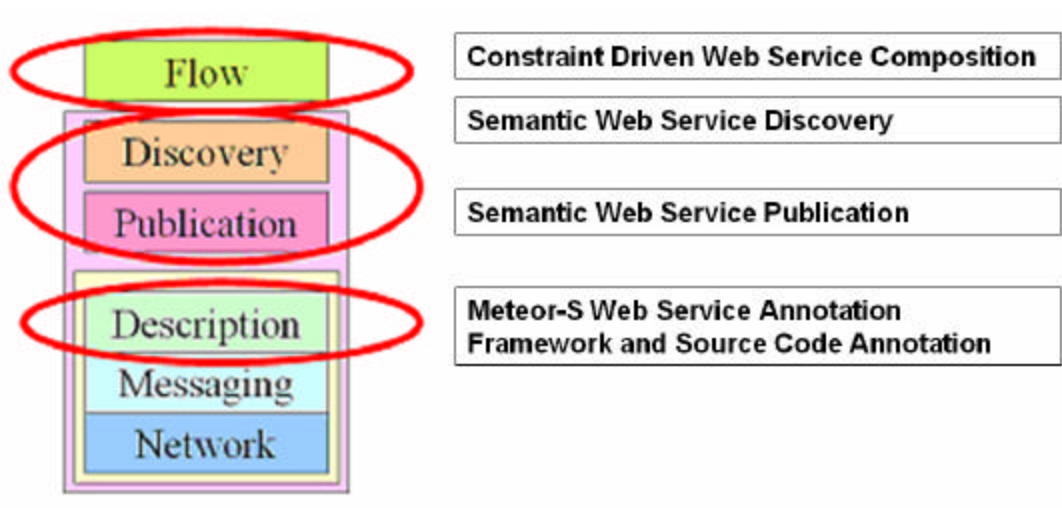 Flow
Constraint Driven Web Service Composition
Discovery
Semantic Web Service Discovery
Publication
Semantic Web Service Publication
Description
Meteor-S Web Service Annotation
Framework and Source Code Annotation
Messaging
Network